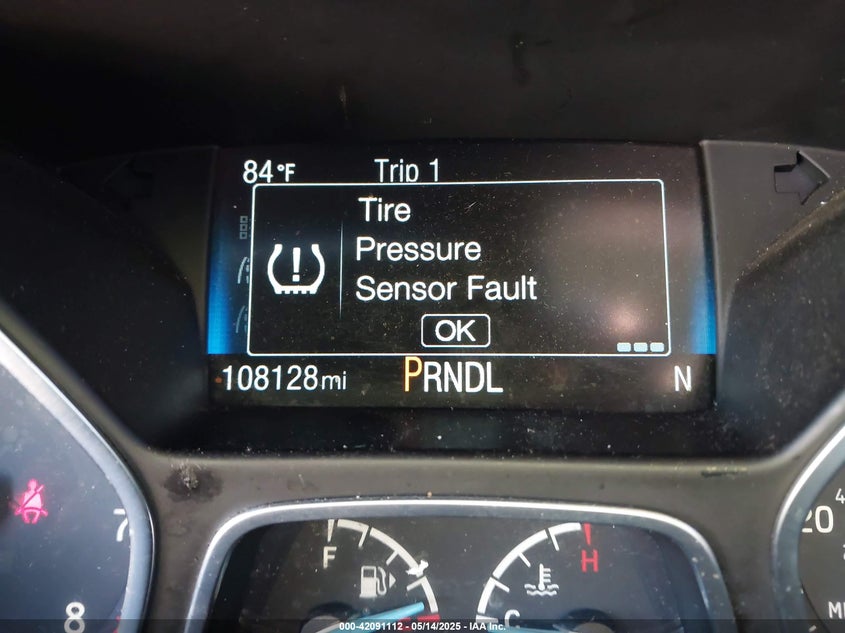 84°F Trip 1
Tire
Pressure
Sensor Fault
OK
108128mi PRNDL N
7
8
F
H
C
20
4
000-42091112 - 05/14/2025 - IAA Inc.